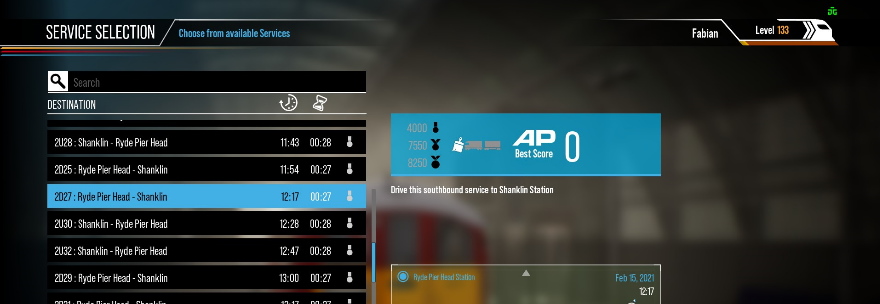 SERVICE SELECTION
Choose from available Services
Fabian
Level 133
Search
DESTINATION
2U28 : Shanklin - Ryde Pier Head 11:43 00:28
2D25 : Ryde Pier Head - Shanklin 11:54 00:27
2D27 : Ryde Pier Head - Shanklin 12:17 00:27
2U30 : Shanklin - Ryde Pier Head 12:28 00:28
2U32 : Shanklin - Ryde Pier Head 12:47 00:28
2D29 : Ryde Pier Head - Shanklin 13:00 00:27
4000
7550
8250
AP
Best Score
0
Drive this southbound service to Shanklin Station
Ryde Pier Head Station
Feb 15, 2021
12:17